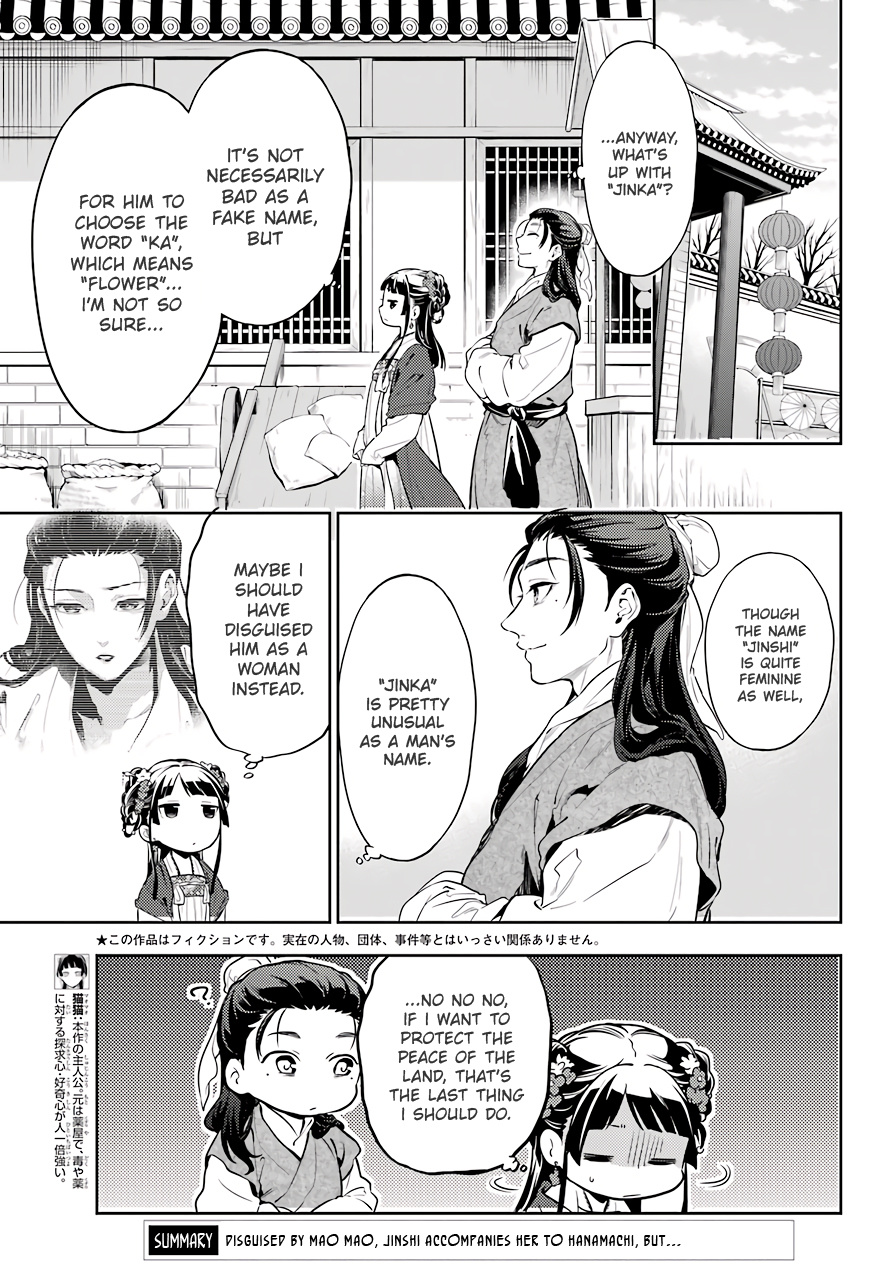 ...ANYWAY,
WHAT'S
UP WITH
"JINKA"?
IT'S NOT
NECESSARILY
BAD AS A
FAKE NAME,
BUT
FOR HIM TO
CHOOSE THE
WORD "KA",
WHICH MEANS
"FLOWER"...
I'M NOT SO
SURE...
THOUGH
THE NAME
"JINSHI"
IS QUITE
FEMININE
AS WELL,
"JINKA"
IS PRETTY
UNUSUAL
AS A MAN'S
NAME.
MAYBE I
SHOULD
HAVE
DISGUISED
HIM AS A
WOMAN
INSTEAD.
★この作品はフィクションです。実在の人物、団体、事件等とはいっさい関係ありません。
...NO NO NO,
IF I WANT TO
PROTECT THE
PEACE OF THE
LAND, THAT'S
THE LAST THING
I SHOULD DO.
?
猫猫:本作の主人公。元は薬屋で、毒や薬
に対する探求心・好奇心が人一倍強い。
SUMMARY DISGUISED BY MAO MAO, JINSHI ACCOMPANIES HER TO HANAMACHI, BUT...